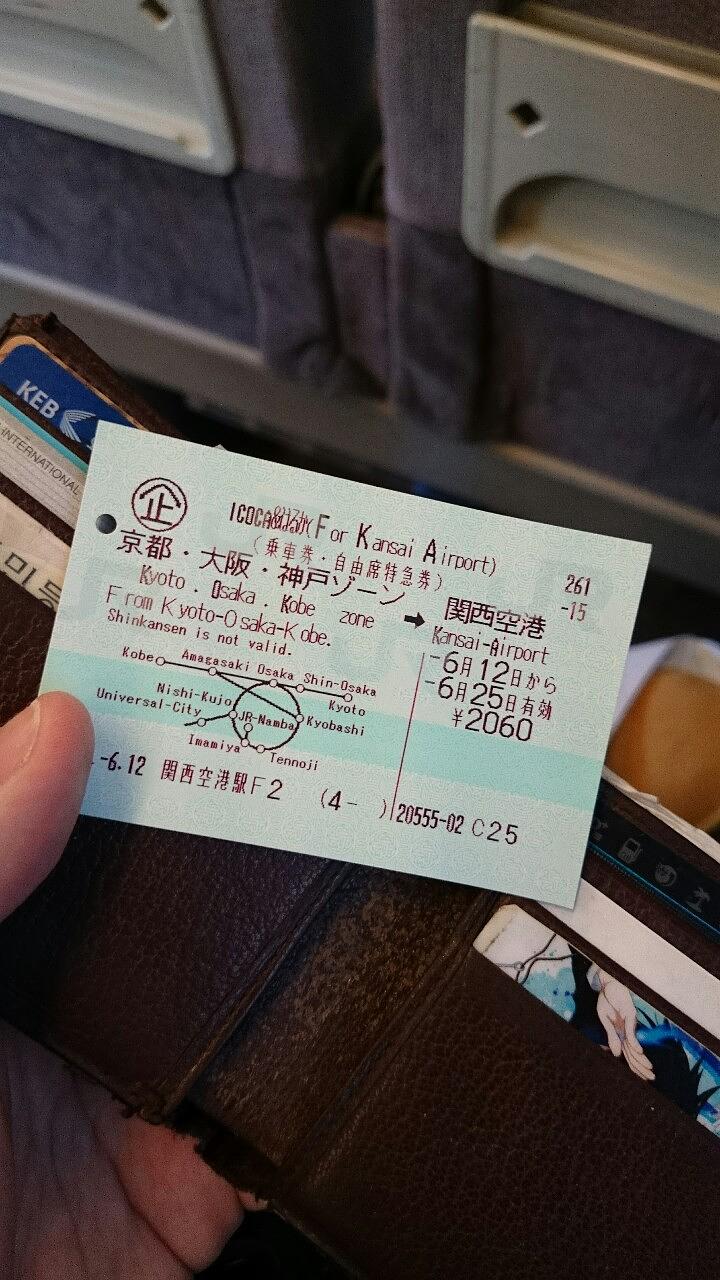 KEB
INTERNATIONAL
企
ICOCA&はるか(For Kansai Airport)
(乗車券・自由席特急券)
261
-15
京都・大阪・神戸ゾーン ➡ 関西空港
Kyoto . Osaka . Kobe zone
Kansai-Airport
From Kyoto-Osaka-Kobe.
Shinkansen is not valid.
-6月12日から
-6月25日有効
¥2060
Kobe
Amagasaki Osaka Shin-Osaka
Kyoto
Nishi-Kujo
Universal-City
JR-Namba
Kyobashi
Imamiya
Tennoji
-6.12 関西空港駅F2 (4- ) 20555-02 C25